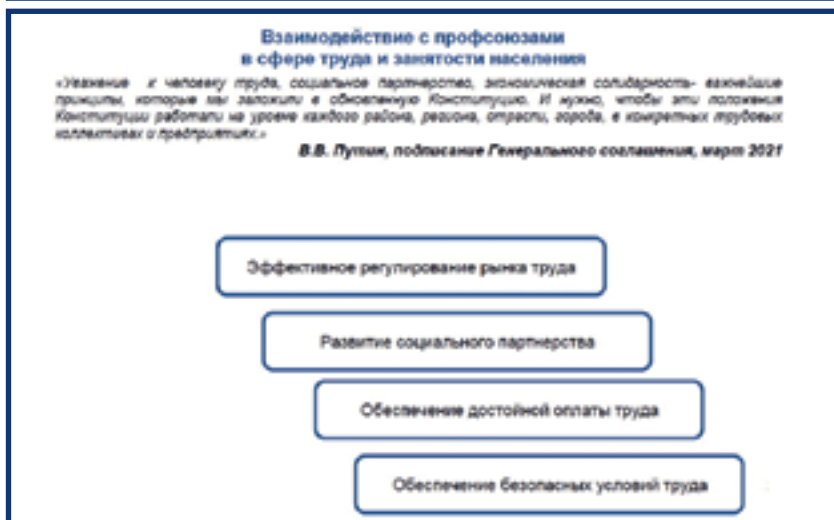 Взаимодействие с профсоюзами
в сфере труда и занятости населения
«Уважение к человеку труда, социальное партнерство, экономическая солидарность- важнейшие
принципы, которые мы заложили в обновленную Конституцию. И нужно, чтобы эти положения
Конституции работали на уровне каждого района, региона, отрасли, города, в конкретных трудовых
коллективах и предприятиях.»
В.В. Путин, подписание Генерального соглашения, март 2021
Эффективное регулирование рынка труда
Развитие социального партнерства
Обеспечение достойной оплаты труда
Обеспечение безопасных условий труда